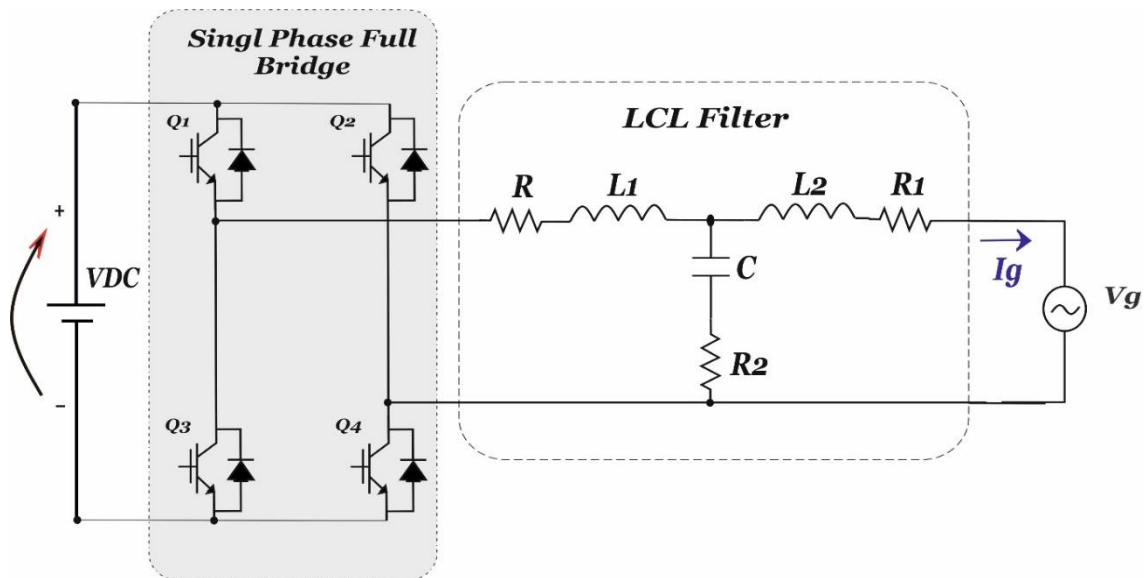 Singl Phase Full
Bridge
Q1
Q2
LCL Filter
R
L1
L2
R1
+
VDC
C
Ig
Vg
R2
–
Q3
Q4